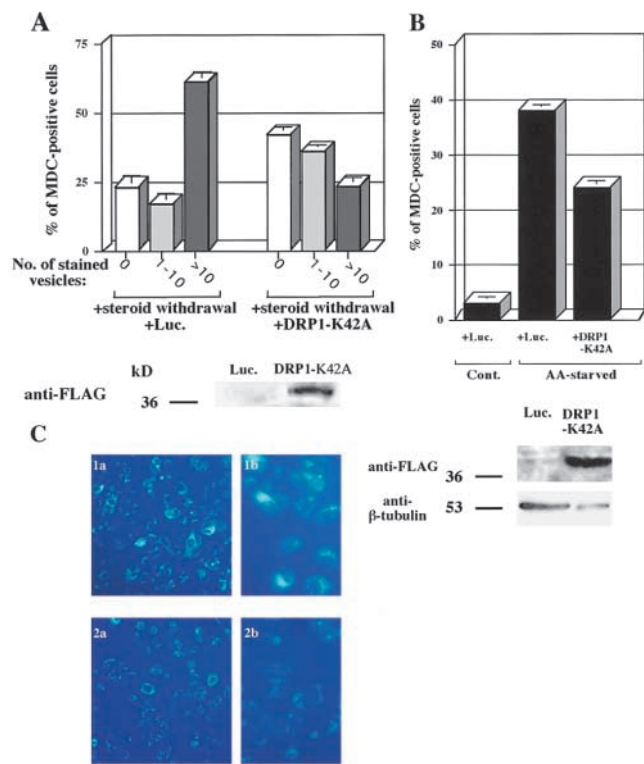 A
% of MDC-positive cells
75
50
25
0
No. of stained vesicles:
0
1-10
>10
0
1-10
>10
+steroid withdrawal
+Luc.
+steroid withdrawal
+DRP1-K42A
kD
Luc. DRP1-K42A
anti-FLAG
36
B
% of MDC-positive cells
50
40
30
20
10
0
+Luc.
+Luc.
+DRP1
-K42A
Cont.
AA-starved
Luc. DRP1
-K42A
anti-FLAG
36
anti-
β-tubulin
53
C
1a
1b
2a
2b